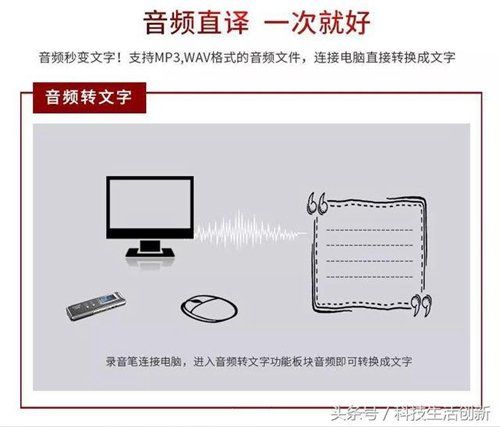 音频直译 一次就好
音频秒变文字！支持MP3,WAV格式的音频文件，连接电脑直接转换成文字
音频转文字
录音笔连接电脑，进入音频转文字功能板块音频即可转换成文字
头条号 / 科技生活创新